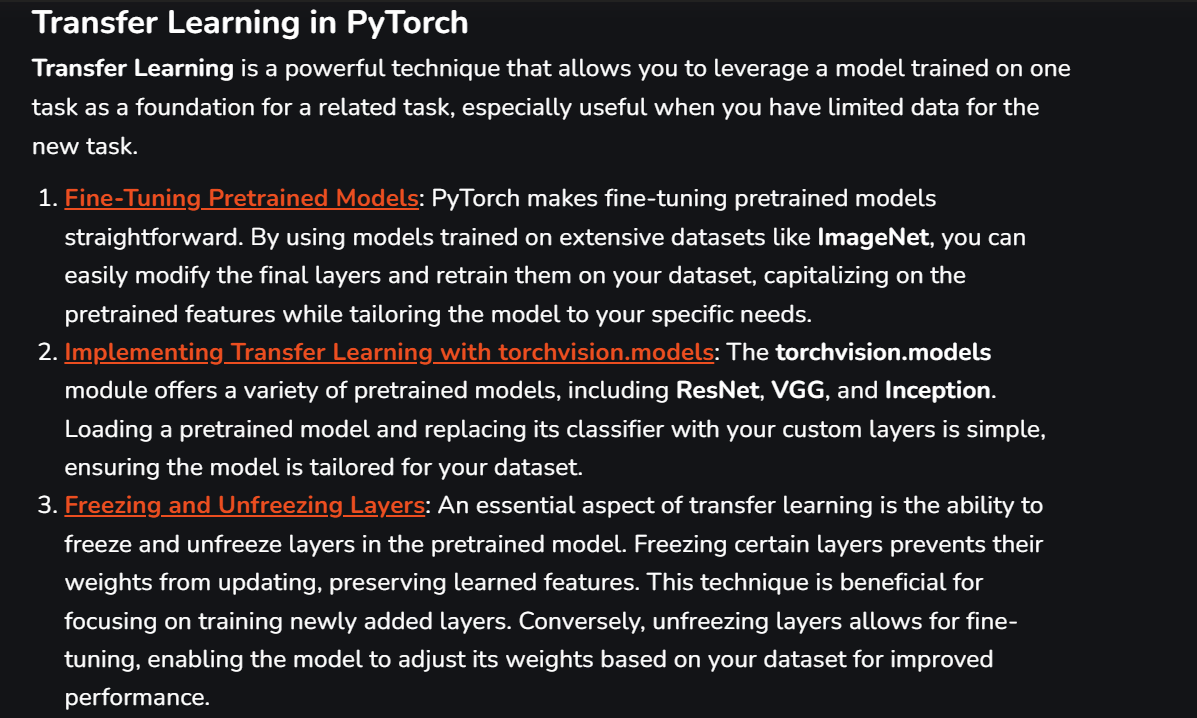 Transfer Learning in PyTorch
Transfer Learning is a powerful technique that allows you to leverage a model trained on one
task as a foundation for a related task, especially useful when you have limited data for the
new task.
1. Fine-Tuning Pretrained Models: PyTorch makes fine-tuning pretrained models
straightforward. By using models trained on extensive datasets like ImageNet, you can
easily modify the final layers and retrain them on your dataset, capitalizing on the
pretrained features while tailoring the model to your specific needs.
2. Implementing Transfer Learning with torchvision.models: The torchvision.models
module offers a variety of pretrained models, including ResNet, VGG, and Inception.
Loading a pretrained model and replacing its classifier with your custom layers is simple,
ensuring the model is tailored for your dataset.
3. Freezing and Unfreezing Layers: An essential aspect of transfer learning is the ability to
freeze and unfreeze layers in the pretrained model. Freezing certain layers prevents their
weights from updating, preserving learned features. This technique is beneficial for
focusing on training newly added layers. Conversely, unfreezing layers allows for fine-
tuning, enabling the model to adjust its weights based on your dataset for improved
performance.